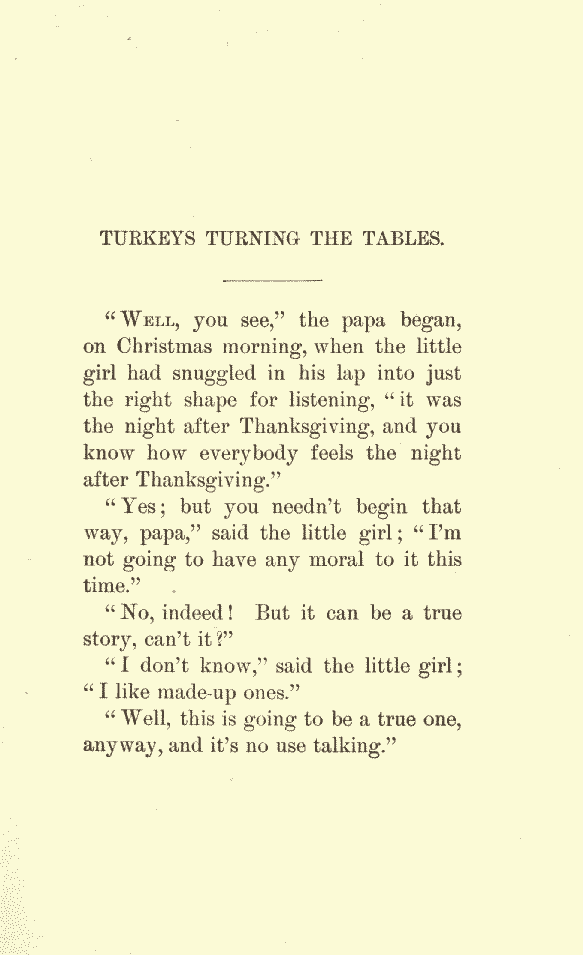 TURKEYS TURNING THE TABLES.
“WELL, you see,” the papa began,
on Christmas morning, when the little
girl had snuggled in his lap into just
the right shape for listening, “it was
the night after Thanksgiving, and you
know how everybody feels the night
after Thanksgiving.”
“Yes; but you needn't begin that
way, papa,” said the little girl; “I'm
not going to have any moral to it this
time.”
“No, indeed! But it can be a true
story, can't it?”
“I don't know,” said the little girl;
“I like made-up ones.”
“Well, this is going to be a true one,
anyway, and it's no use talking.”